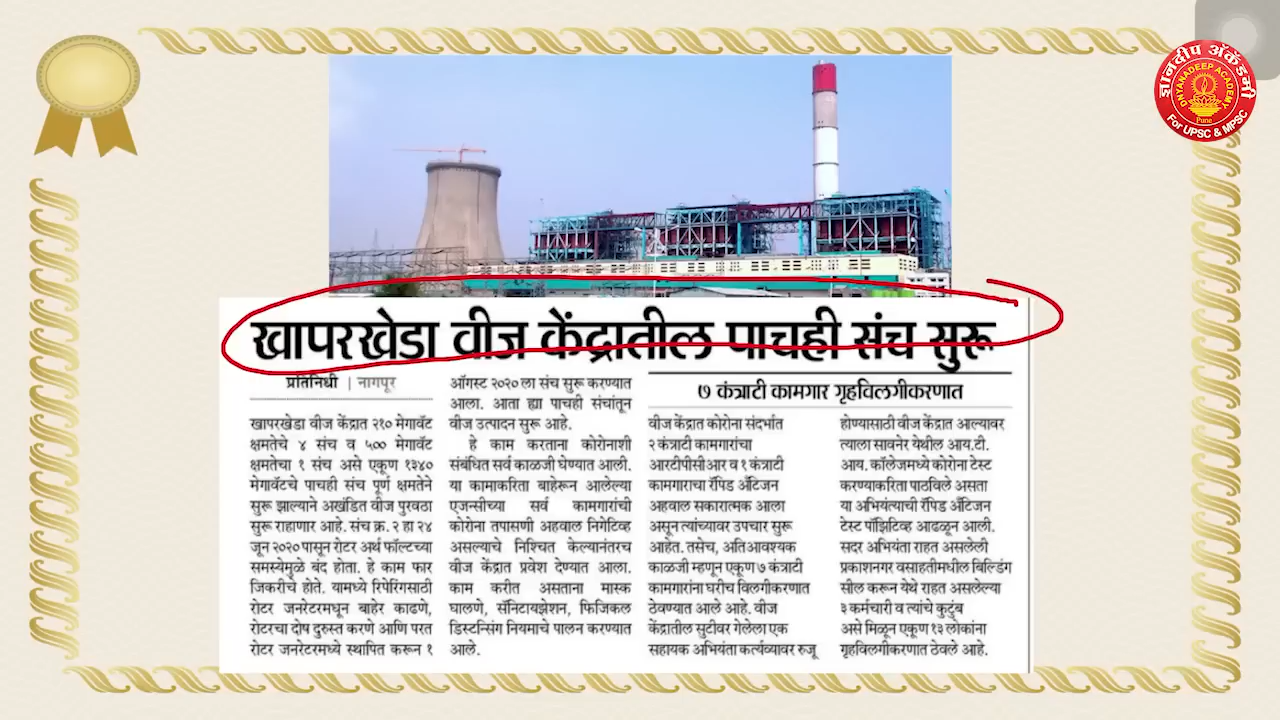 ज्ञानदीप अ‍ॅकॅडमी
DNYANADEEP ACADEMY
Pune
For UPSC & MPSC
खापरखेडा वीज केंद्रातील पाचही संच सुरू
प्रतिनिधी | नागपूर
खापरखेडा वीज केंद्रात २१० मेगावॅट
क्षमतेचे ४ संच व ५०० मेगावॅट
क्षमतेचा १ संच असे एकूण १३४०
मेगावॅटचे पाचही संच पूर्ण क्षमतेने
सुरू झाल्याने अखंडित वीज पुरवठा
सुरू राहाणार आहे. संच क्र. २ हा २४
जून २०२० पासून रोटर अर्थ फॉल्टच्या
समस्येमुळे बंद होता. हे काम फार
जिकरीचे होते. यामध्ये रिपेरिंगसाठी
रोटर जनरेटरमधून बाहेर काढणे,
रोटरचा दोष दुरुस्त करणे आणि परत
रोटर जनरेटरमध्ये स्थापित करून १
ऑगस्ट २०२० ला संच सुरू करण्यात
आला. आता ह्या पाचही संचांतून
वीज उत्पादन सुरू आहे.
हे काम करताना कोरोनाशी
संबंधित सर्व काळजी घेण्यात आली.
या कामाकरिता बाहेरून आलेल्या
एजन्सीच्या सर्व कामगारांची
कोरोना तपासणी अहवाल निगेटिव्ह
असल्याचे निश्चित केल्यानंतरच
वीज केंद्रात प्रवेश देण्यात आला.
काम करीत असताना मास्क
घालणे, सॅनिटायझेशन, फिजिकल
डिस्टन्सिंग नियमाचे पालन करण्यात
आले.
७ कंत्राटी कामगार गृहविलगीकरणात
वीज केंद्रात कोरोना संदर्भात
२ कंत्राटी कामगारांचा
आरटीपीसीआर व १ कंत्राटी
कामगाराचा रॅपिड अँटिजन
अहवाल सकारात्मक आला
असून त्यांच्यावर उपचार सुरू
आहेत. तसेच, अतिआवश्यक
काळजी म्हणून एकूण ७ कंत्राटी
कामगारांना घरीच विलगीकरणात
ठेवण्यात आले आहे. वीज
केंद्रातील सुटीवर गेलेला एक
सहायक अभियंता कर्त्यव्यावर रुजू
होण्यासाठी वीज केंद्रात आल्यावर
त्याला सावनेर येथील आय.टी.
आय. कॉलेजमध्ये कोरोना टेस्ट
करण्याकरिता पाठविले असता
या अभियंत्याची रॅपिड अँटिजन
टेस्ट पॉझिटिव्ह आढळून आली.
सदर अभियंता राहत असलेली
प्रकाशनगर वसाहतीमधील बिल्डिंग
सील करून येथे राहत असलेल्या
३ कर्मचारी व त्यांचे कुटुंब
असे मिळून एकूण १३ लोकांना
गृहविलगीकरणात ठेवले आहे.